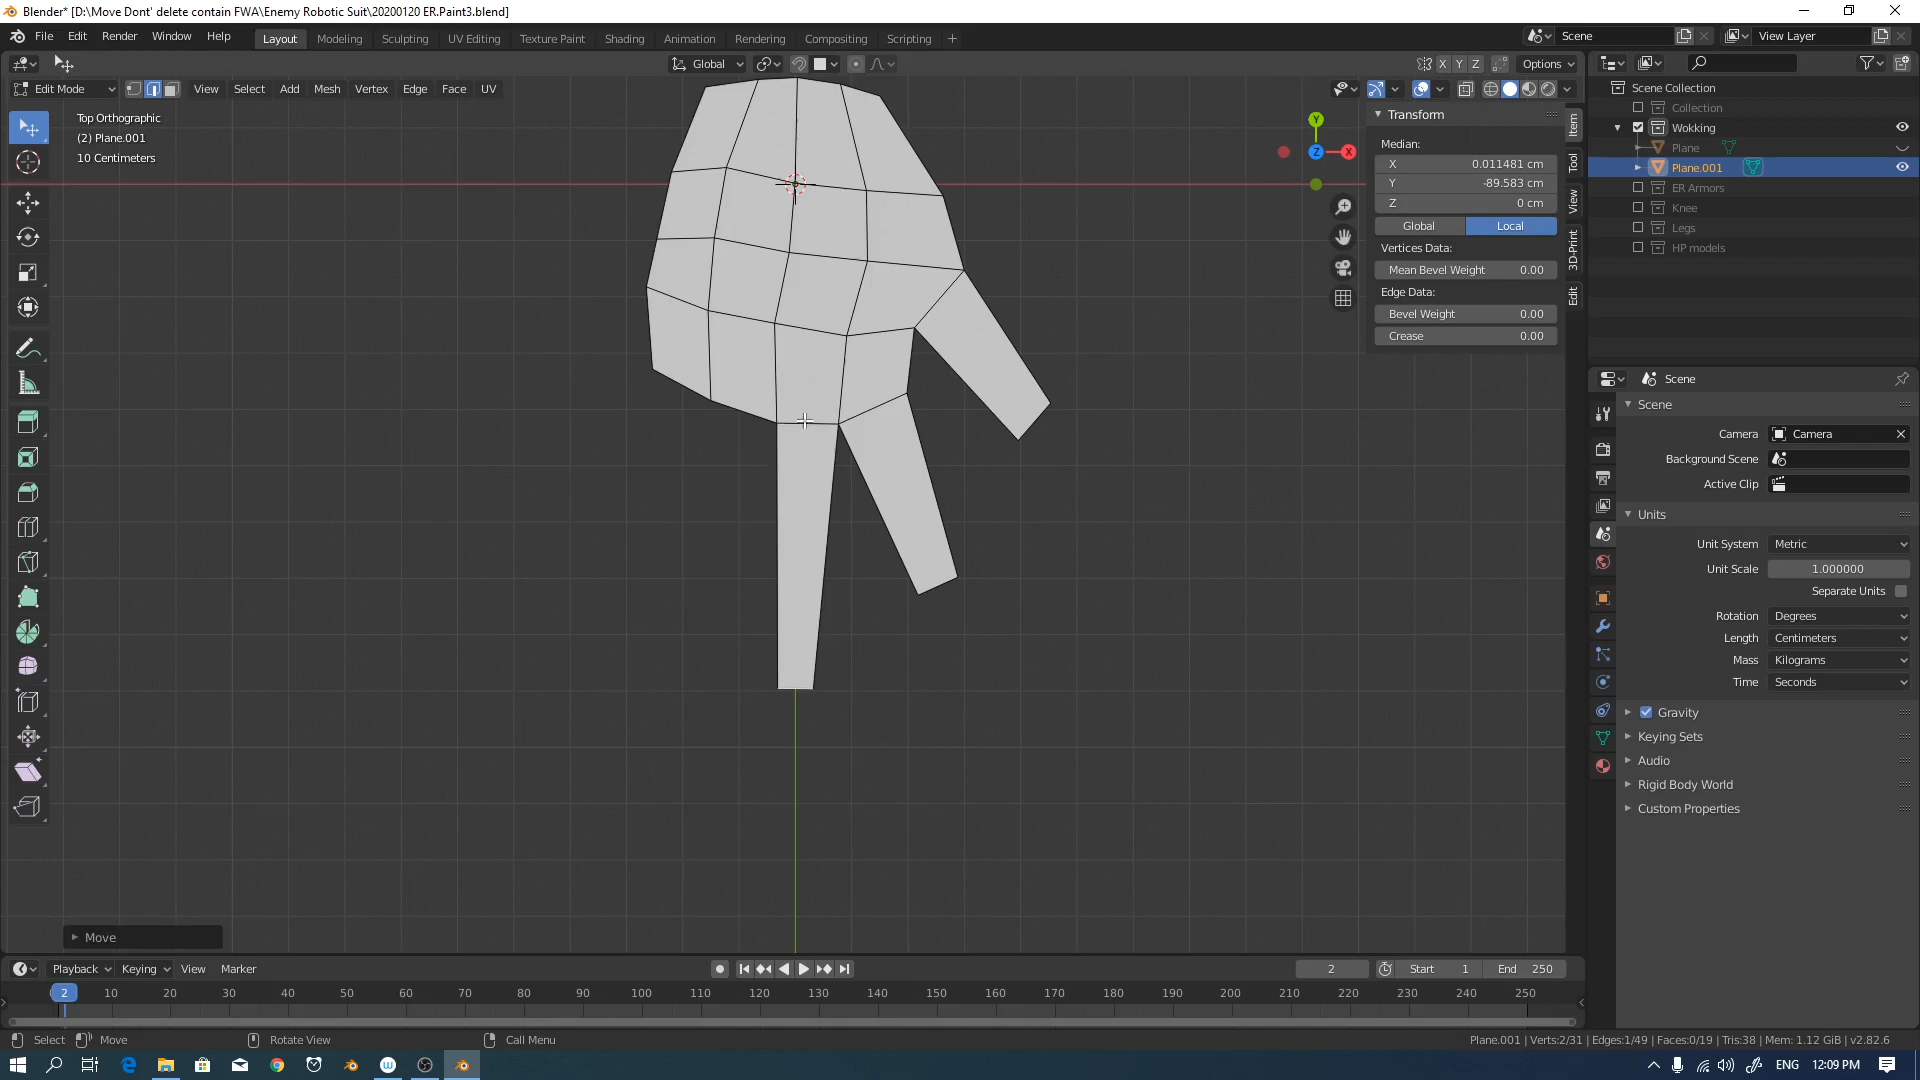 Blender* [D:\Move Dont' delete contain FWA\Enemy Robotic Suit\20200120 ER.Paint3.blend]
File Edit Render Window Help
Layout Modeling Sculpting UV Editing Texture Paint Shading Animation Rendering Compositing Scripting +
Scene
View Layer
Global
X Y Z
Options
Edit Mode
View Select Add Mesh Vertex Edge Face UV
Top Orthographic
(2) Plane.001
10 Centimeters
Y
Z
X
Transform
Median:
X 0.011481 cm
Y -89.583 cm
Z 0 cm
Global Local
Vertices Data:
Mean Bevel Weight 0.00
Edge Data:
Bevel Weight 0.00
Crease 0.00
Item
Tool
View
3D-Print
Edit
Scene Collection
Collection
Wokking
Plane
Plane.001
ER Armors
Knee
Legs
HP models
Scene
Scene
Camera Camera
Background Scene
Active Clip
Units
Unit System Metric
Unit Scale 1.000000
Separate Units
Rotation Degrees
Length Centimeters
Mass Kilograms
Time Seconds
Gravity
Keying Sets
Audio
Rigid Body World
Custom Properties
Move
Playback Keying View Marker
2
Start 1
End 250
2 10 20 30 40 50 60 70 80 90 100 110 120 130 140 150 160 170 180 190 200 210 220 230 240 250
Select Move Rotate View Call Menu
Plane.001 | Verts:2/31 | Edges:1/49 | Faces:0/19 | Tris:38 | Mem: 1.12 GiB | v2.82.6
ENG 12:09 PM